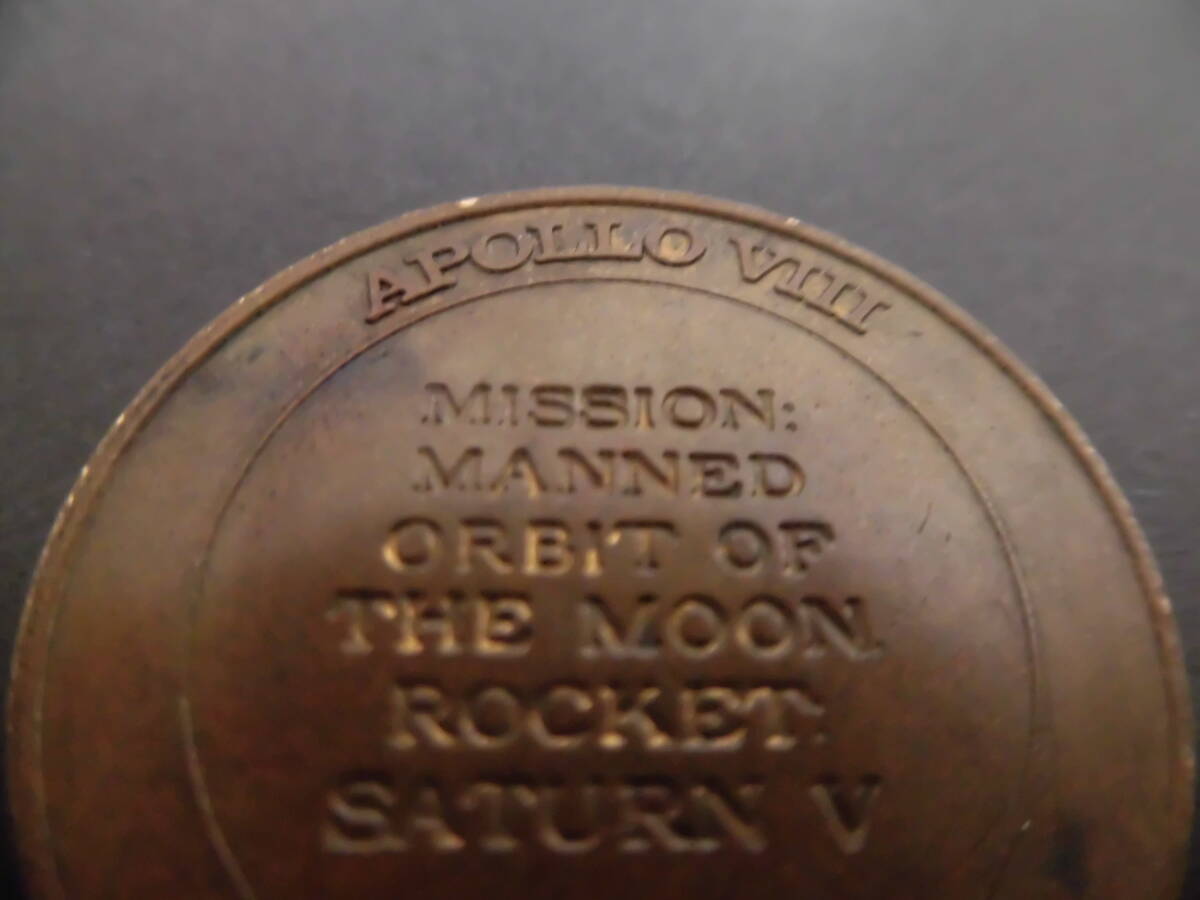 APOLLO VIII
MISSION:
MANNED
ORBIT OF
THE MOON.
ROCKET:
SATURN V